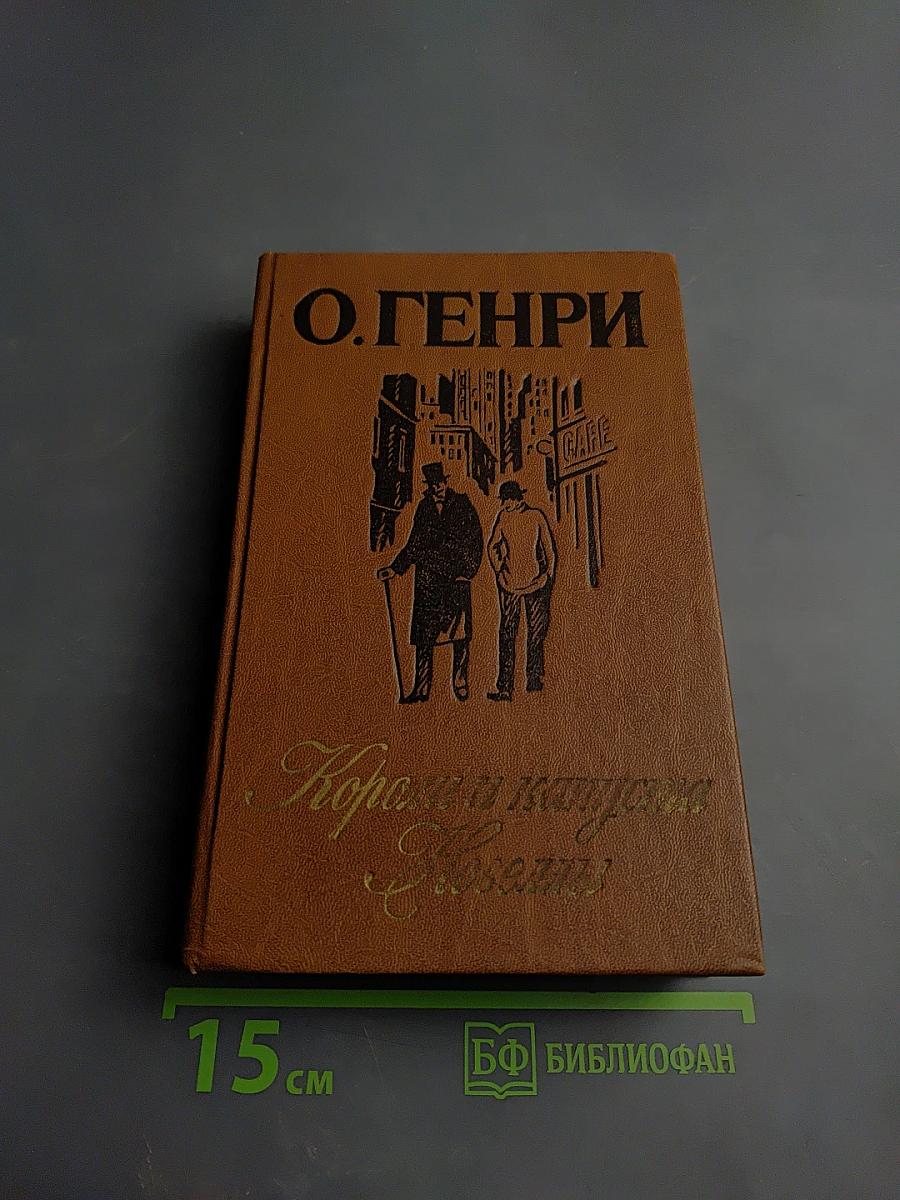 О.ГЕНРИ
CAFE
Короли и капуста
Новеллы
15 см
БФ БИБЛИОФАН